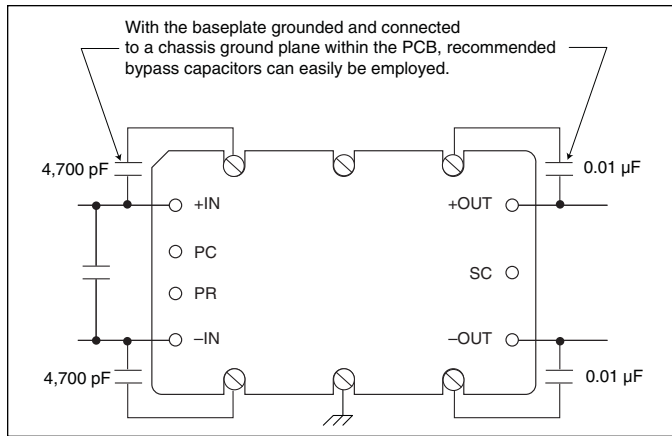 With the baseplate grounded and connected
to a chassis ground plane within the PCB, recommended
bypass capacitors can easily be employed.
4,700 pF
0.01 µF
+IN
+OUT
PC
SC
PR
–IN
–OUT
4,700 pF
0.01 µF